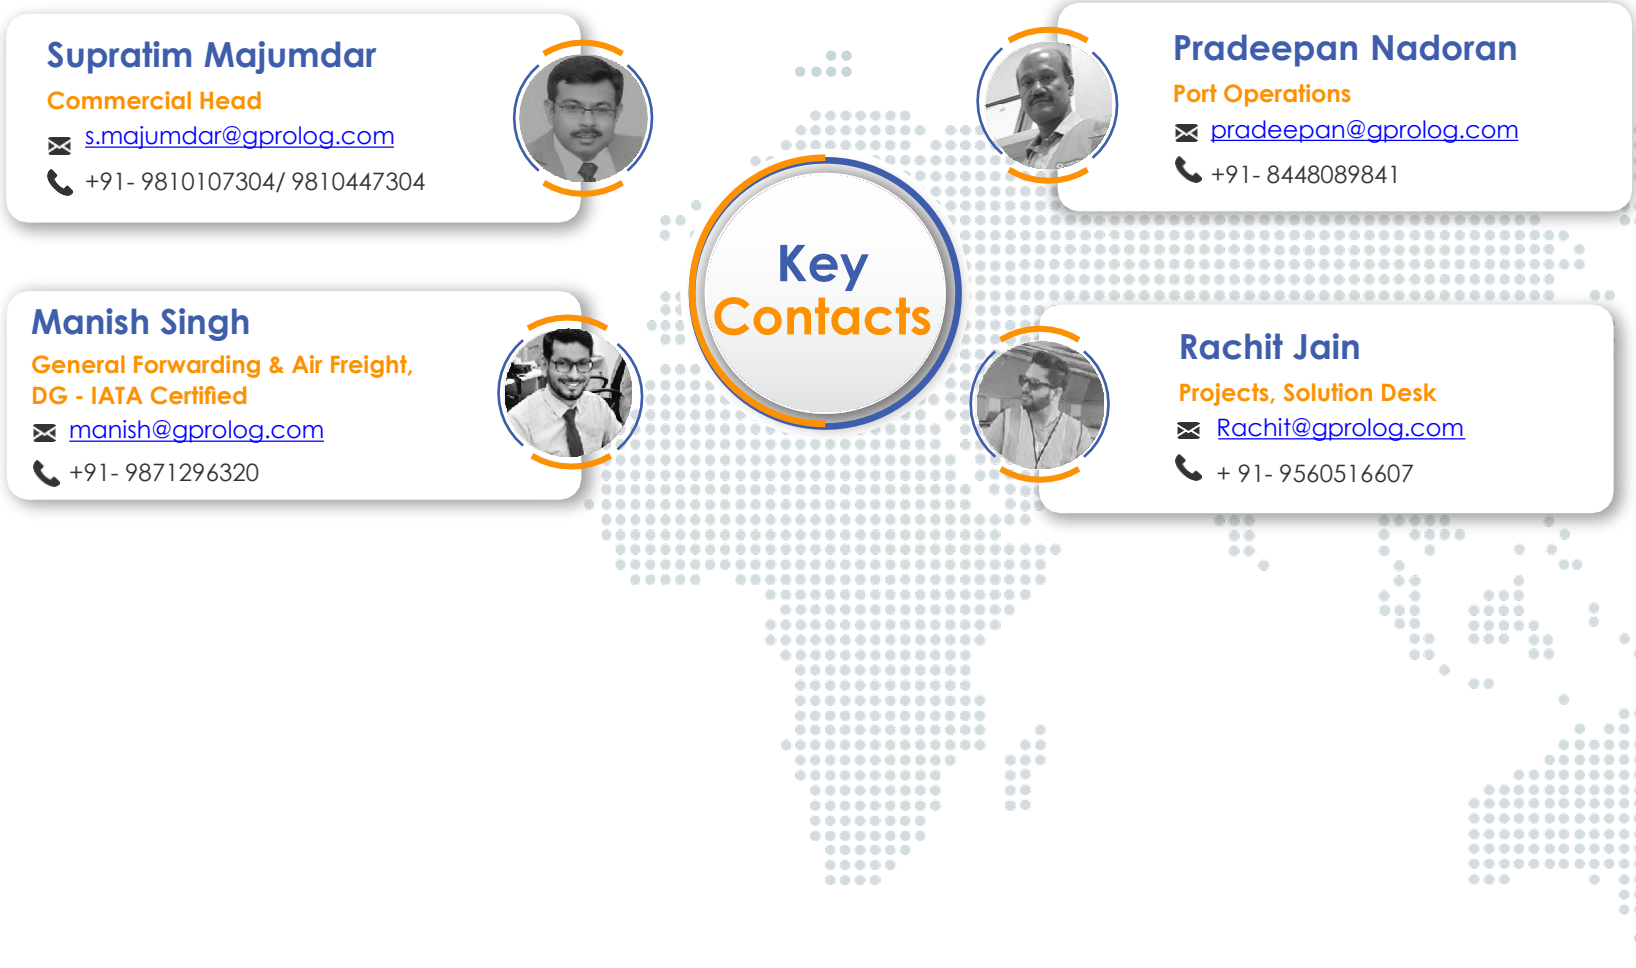 Supratim Majumdar
Commercial Head
s.majumdar@gprolog.com
+91- 9810107304/ 9810447304
Pradeepan Nadoran
Port Operations
pradeepan@gprolog.com
+91- 8448089841
Key
Contacts
Manish Singh
General Forwarding & Air Freight,
DG - IATA Certified
manish@gprolog.com
+91- 9871296320
Rachit Jain
Projects, Solution Desk
Rachit@gprolog.com
+ 91- 9560516607